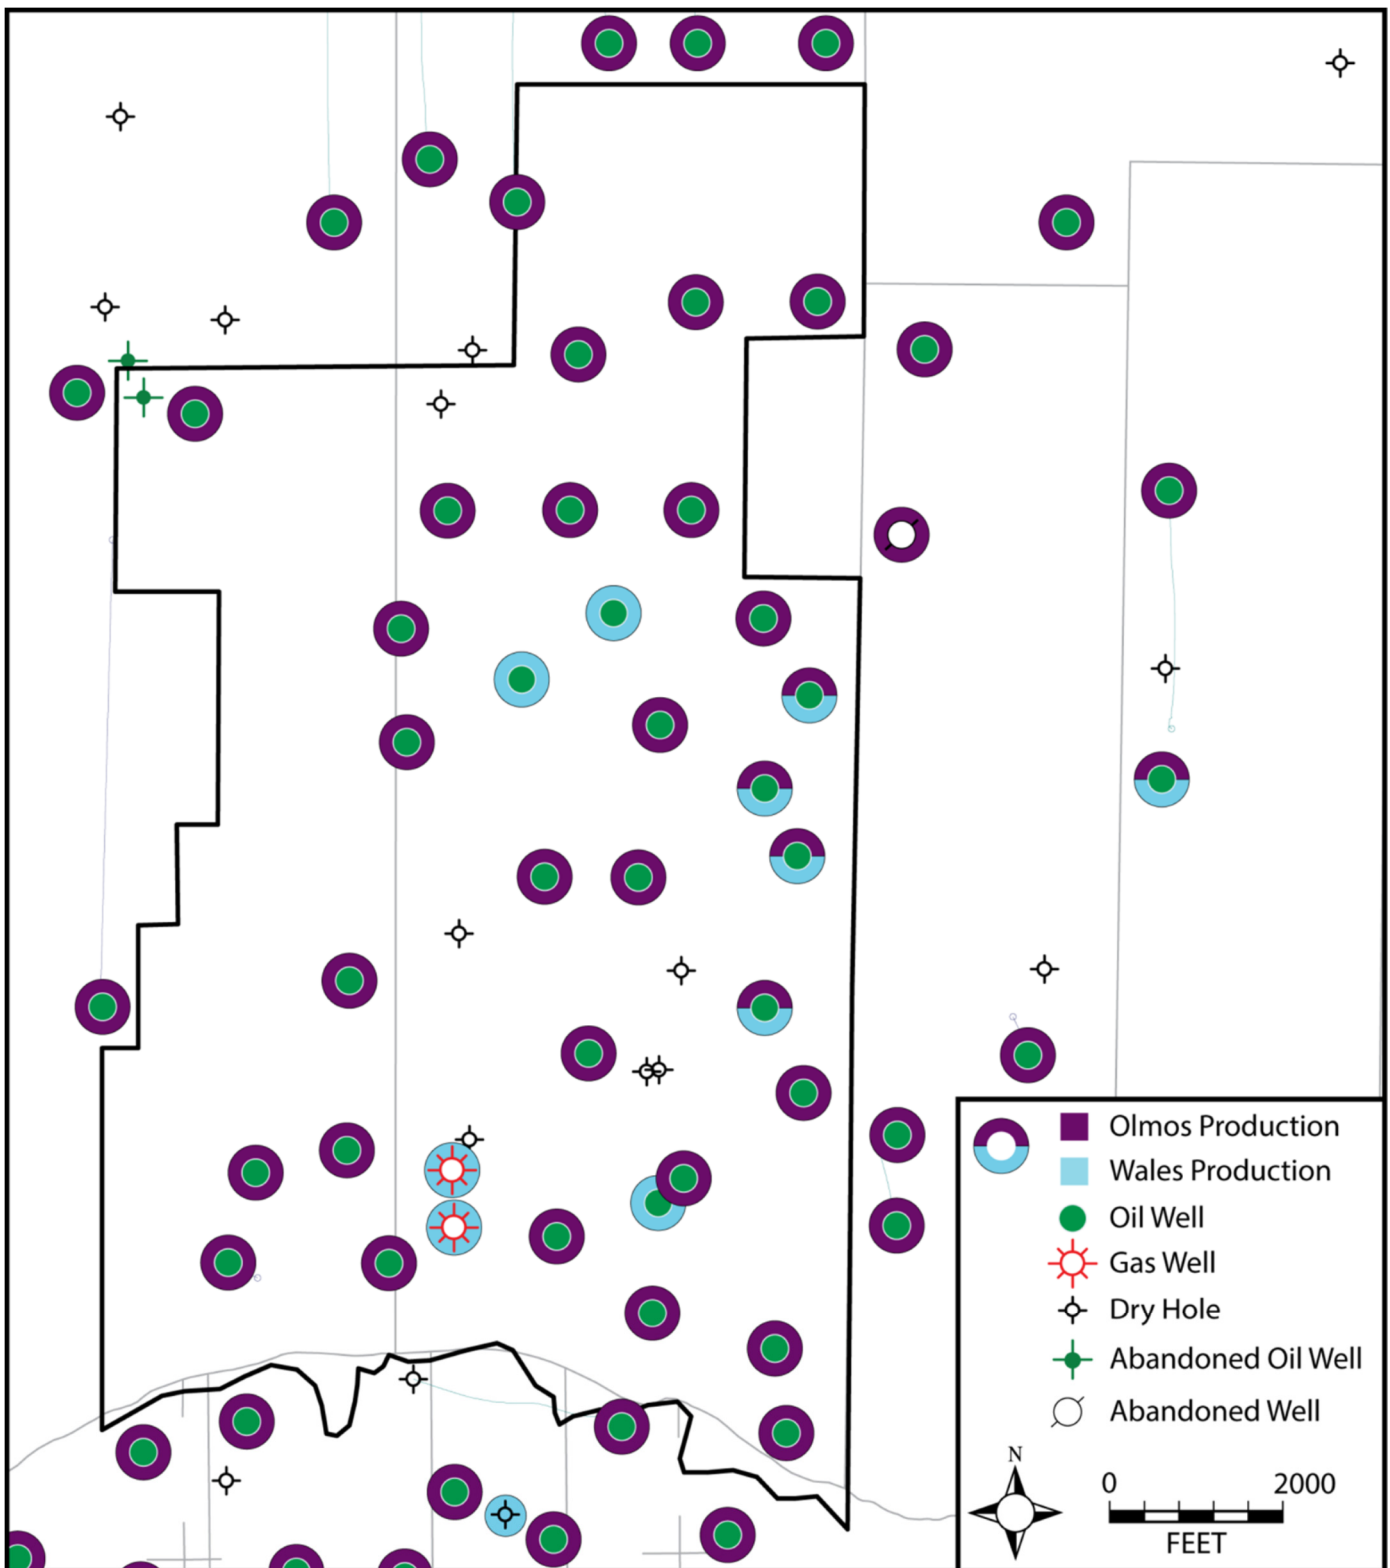 Olmos Production
Wales Production
Oil Well
Gas Well
Dry Hole
Abandoned Oil Well
Abandoned Well
N
0 2000
FEET